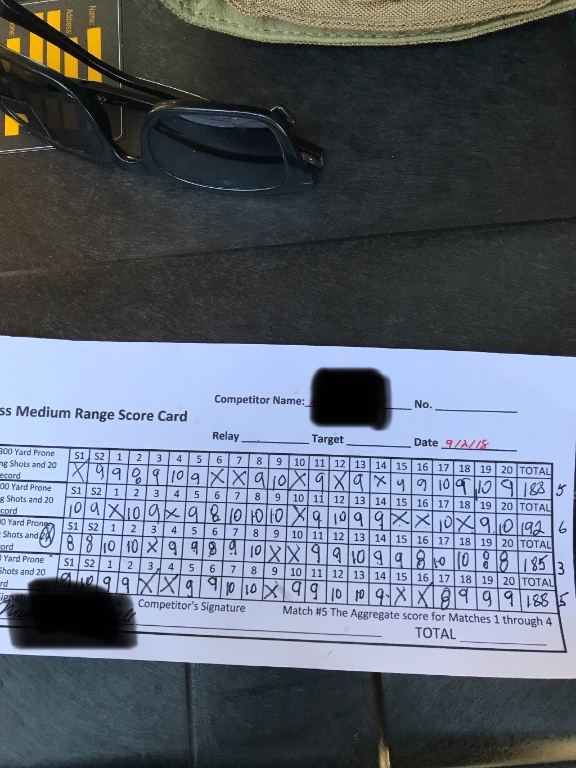 Name:
Address:
Competitor Name:
No.
ss Medium Range Score Card
Relay
Target
Date 9/2/18
300 Yard Prone S1 S2 1 2 3 4 5 6 7 8 9 10 11 12 13 14 15 16 17 18 19 20 TOTAL
ng Shots and 20
ecord X 9 9 8 9 10 9 X X 9 10 X 9 X 9 X 9 9 10 9 10 9 183 5
00 Yard Prone S1 S2 1 2 3 4 5 6 7 8 9 10 11 12 13 14 15 16 17 18 19 20 TOTAL
ng Shots and 20
ecord 10 9 X 10 9 X 9 8 10 10 10 X 9 10 9 9 X X 10 X 9 10 192 6
0 Yard Prone S1 S2 1 2 3 4 5 6 7 8 9 10 11 12 13 14 15 16 17 18 19 20 TOTAL
Shots and 20
cord 8 8 10 10 X 9 9 8 9 10 X X 9 9 10 9 9 8 10 10 8 8 185 3
Yard Prone S1 S2 1 2 3 4 5 6 7 8 9 10 11 12 13 14 15 16 17 18 19 20 TOTAL
Shots and 20
rd 9 10 9 9 X X 9 9 10 10 X 9 9 10 10 9 X X 8 9 9 9 188 5
Competitor's Signature
Match #5 The Aggregate score for Matches 1 through 4
TOTAL